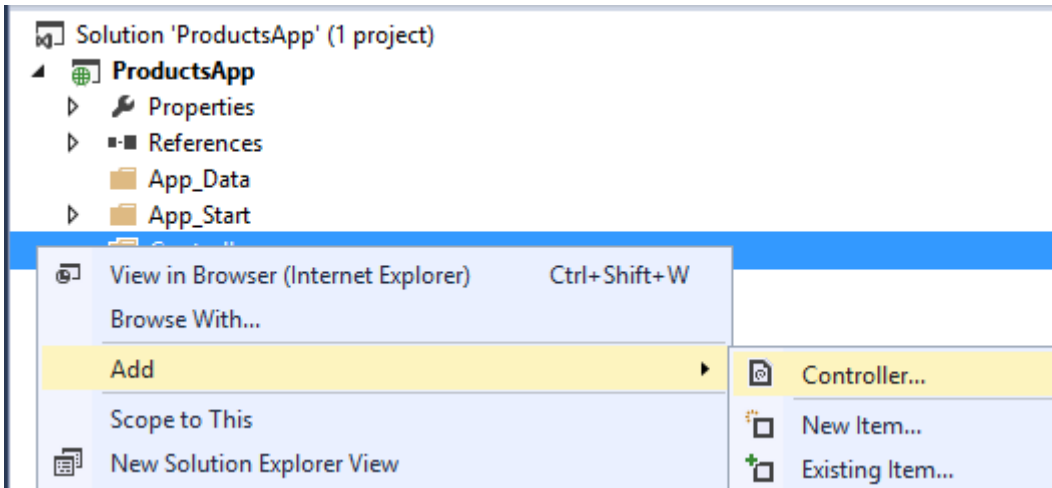 Solution 'ProductsApp' (1 project)
ProductsApp
Properties
References
App_Data
App_Start
View in Browser (Internet Explorer) Ctrl+Shift+W
Browse With...
Add
Controller...
Scope to This
New Item...
New Solution Explorer View
Existing Item...